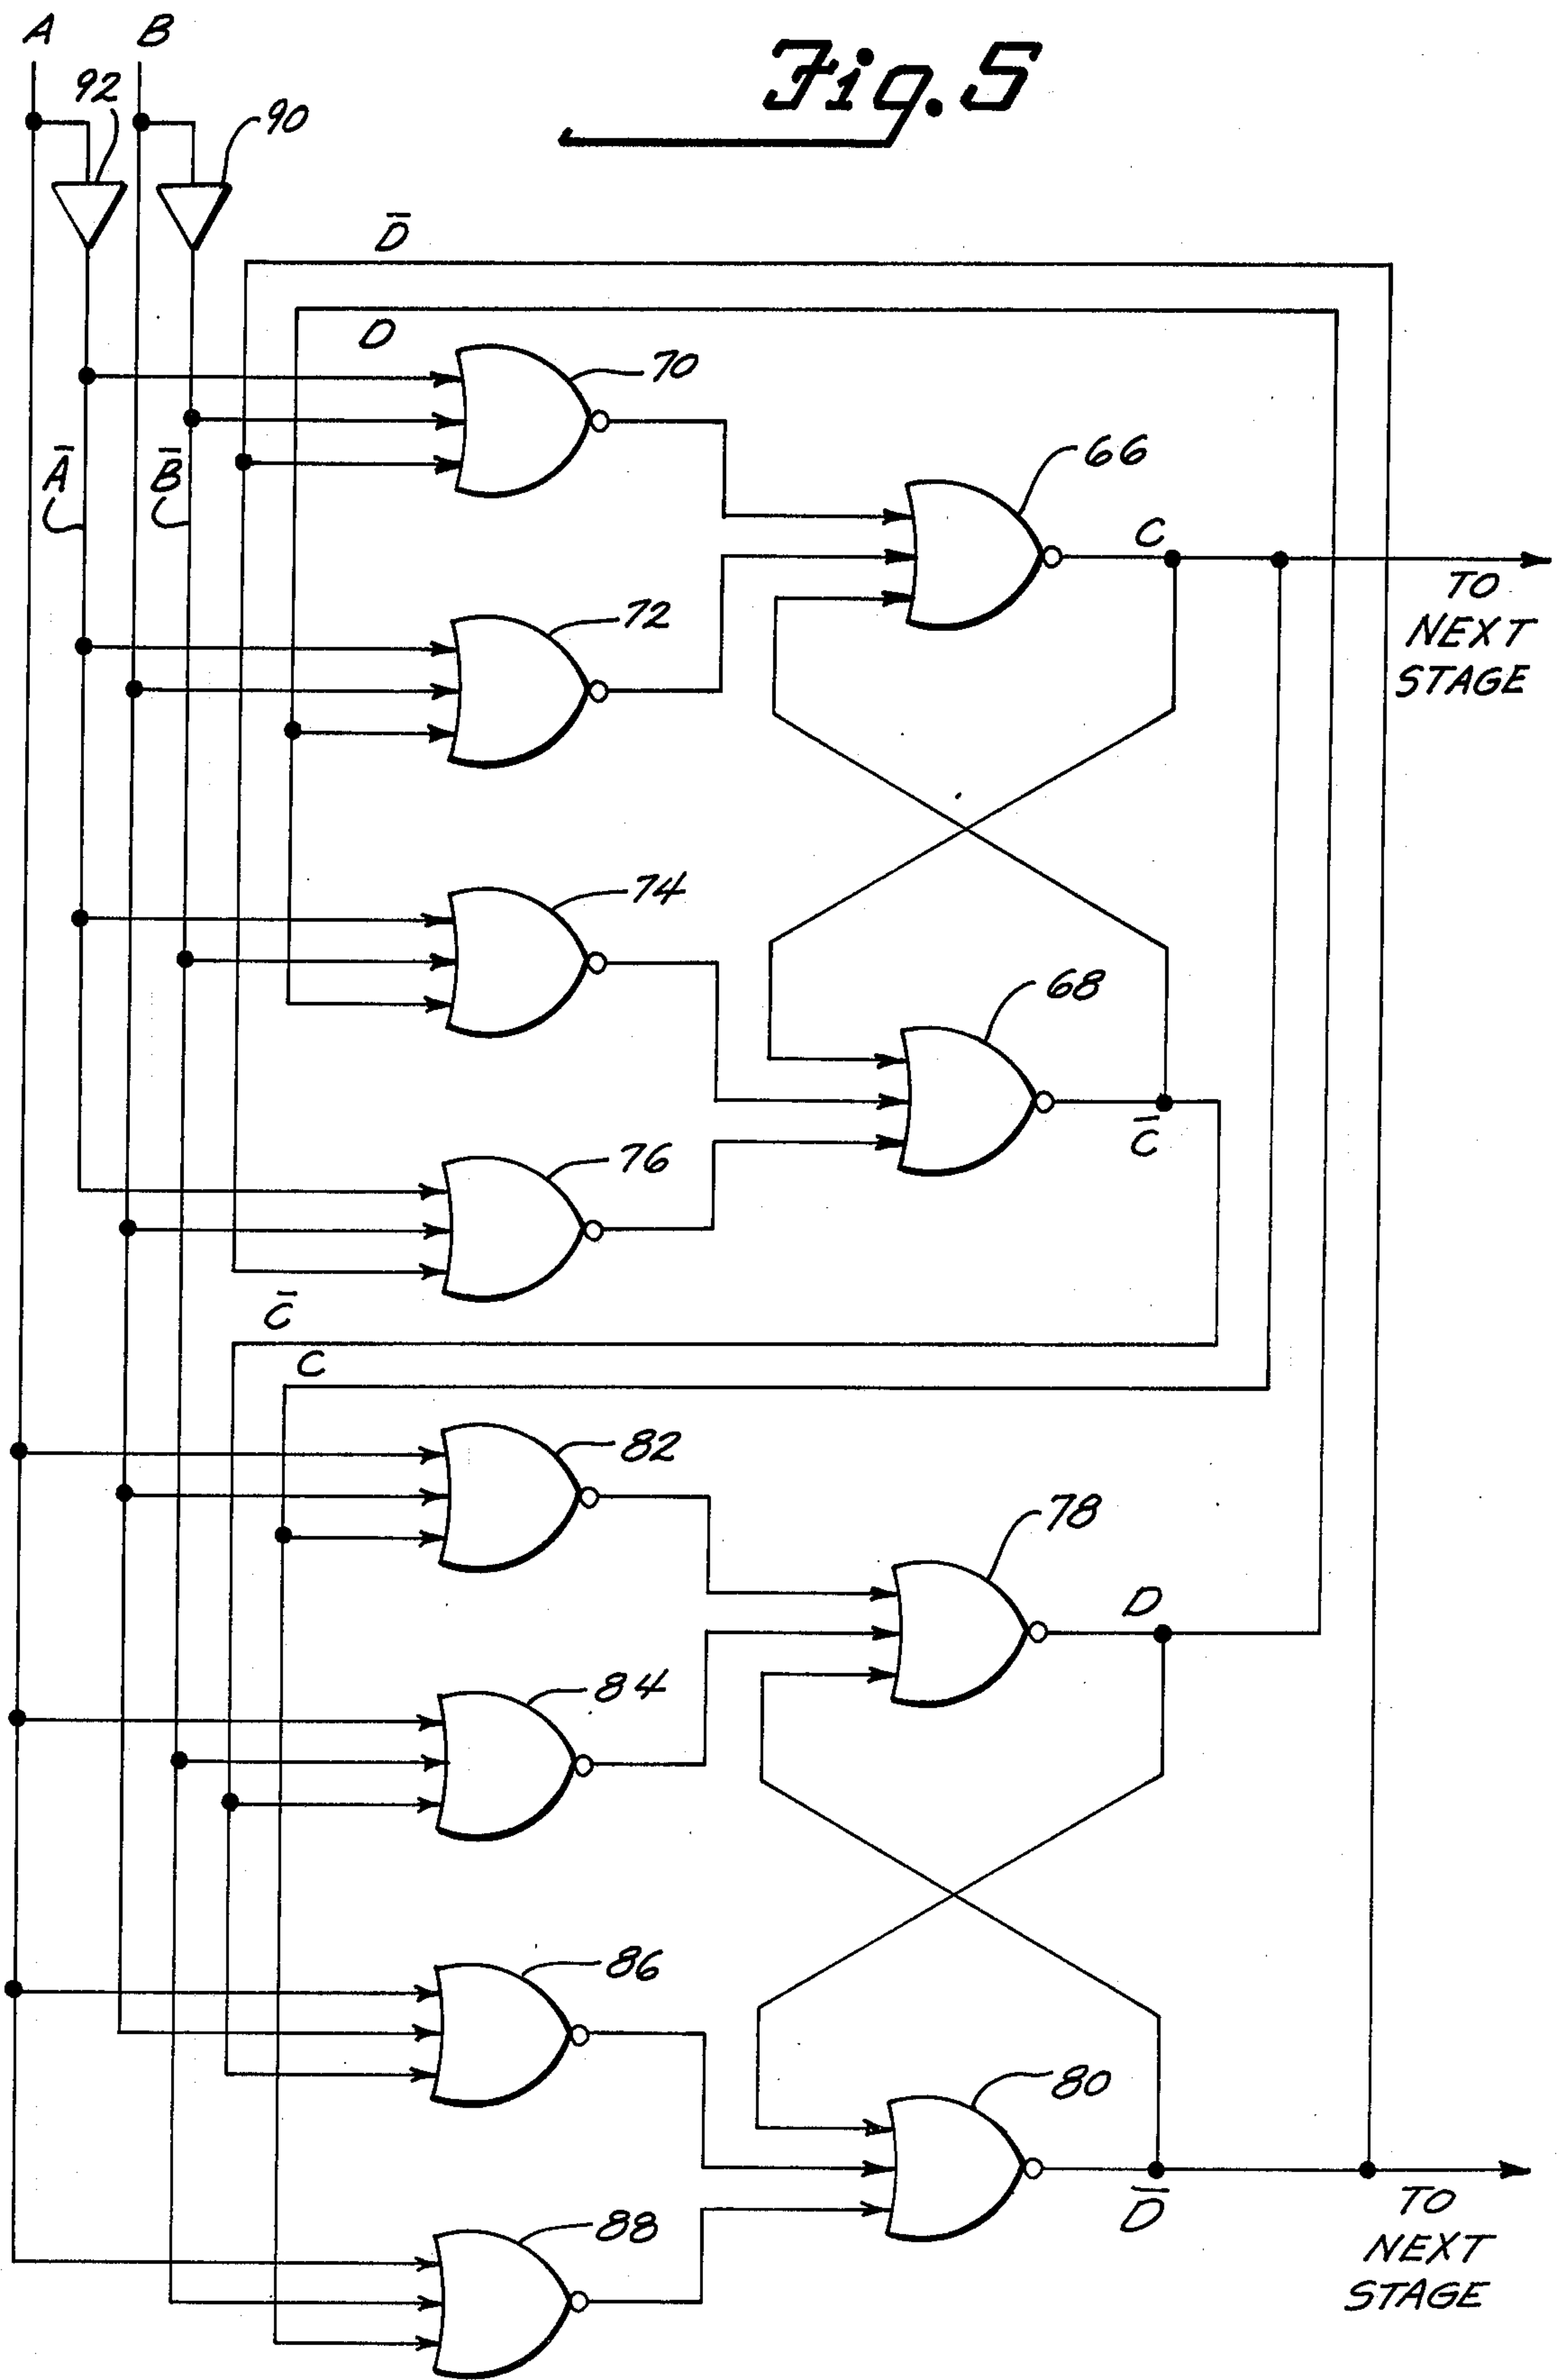 A B
Fig. 5
92
90
D̅
D
70
A̅
B̅
66
C
TO
NEXT
STAGE
72
74
68
C̅
76
C̅
C
82
78
D
84
86
80
D̅
TO
NEXT
STAGE
88